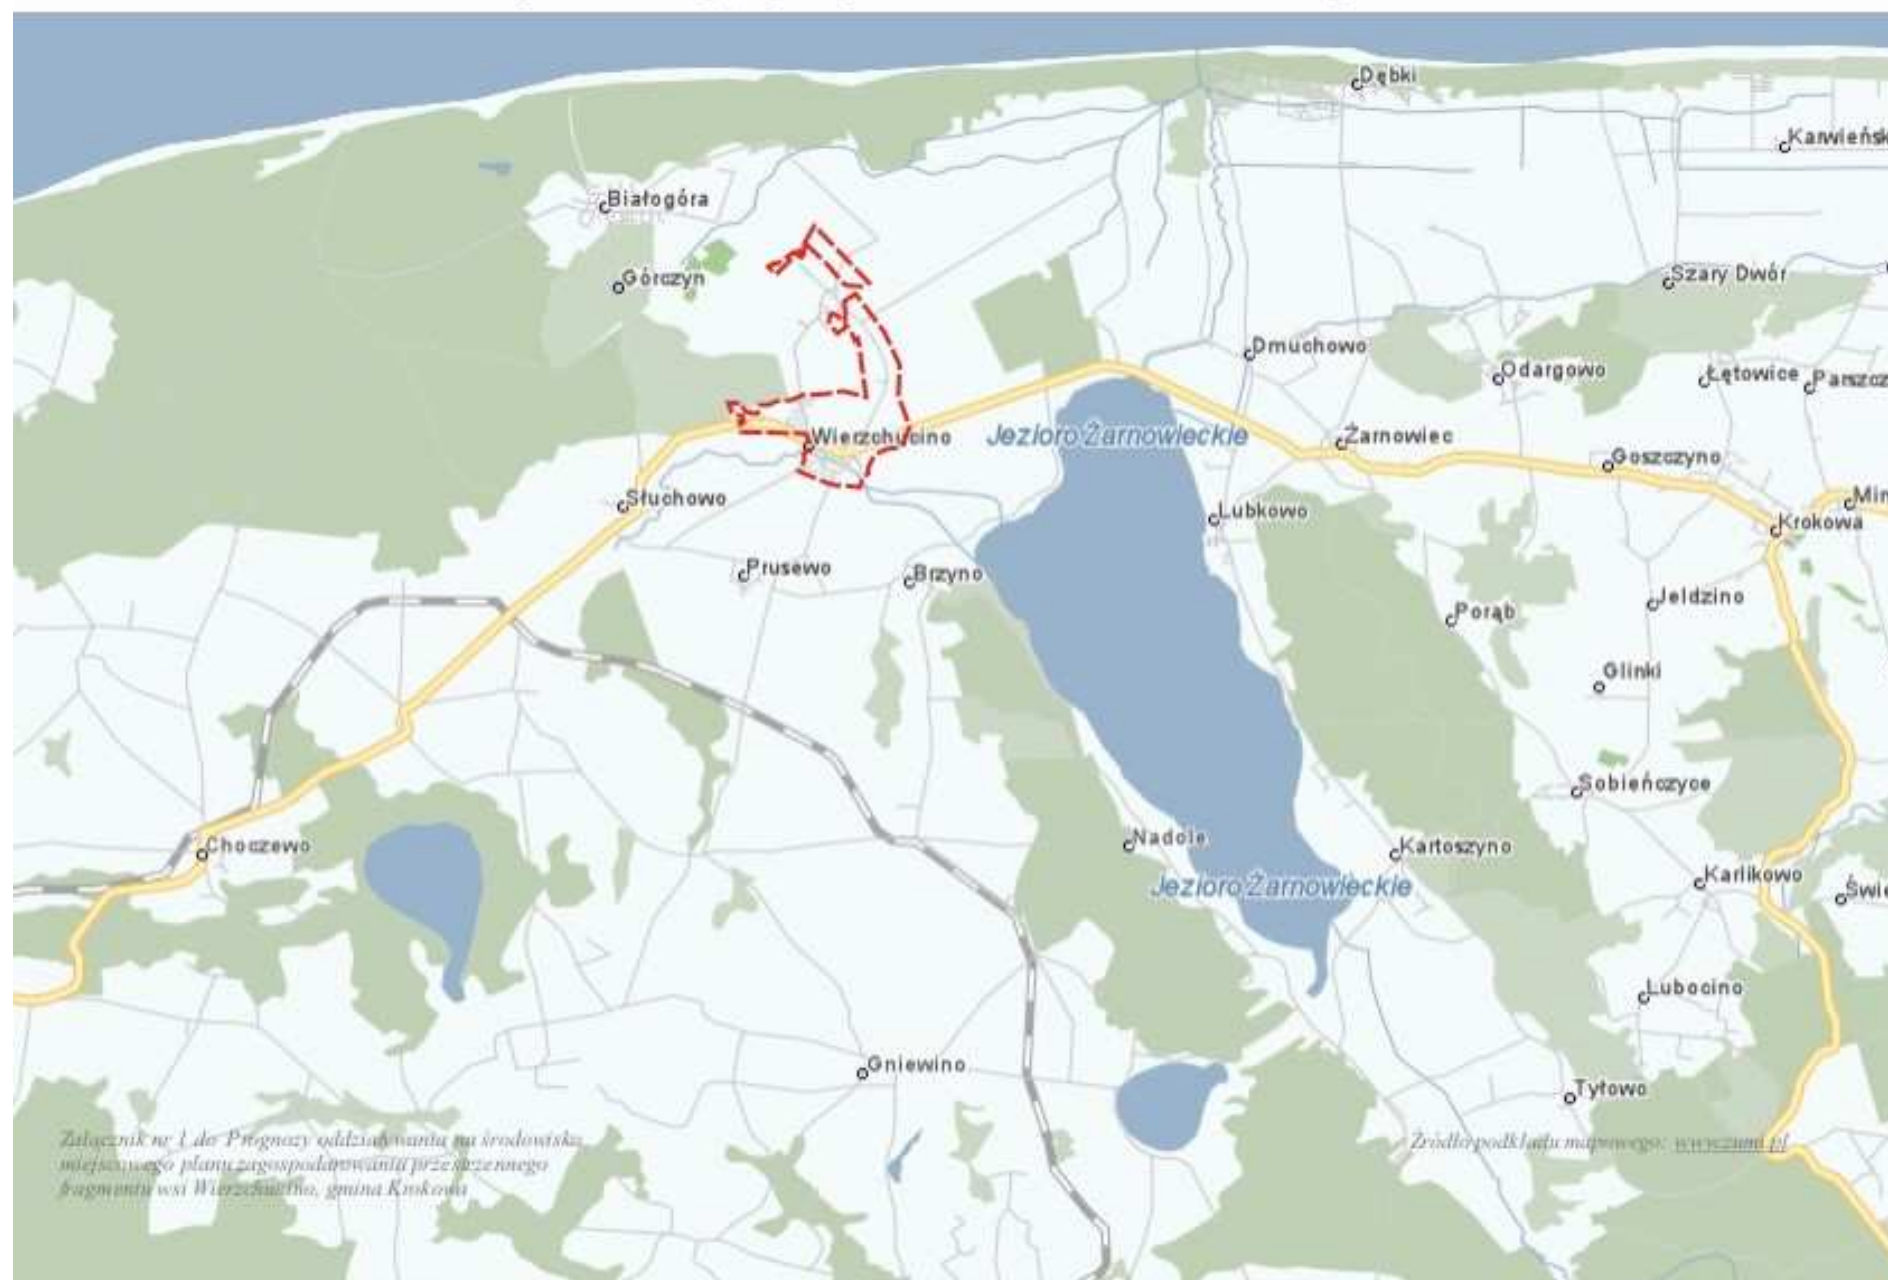 Dębki
Karwieńsk
Białogóra
Górczyn
Szary Dwór
Dmuchowo
Odargowo
Łętowice
Parszcz
Wierzchucino
Jezioro Żarnowieckie
Żarnowiec
Goszczyno
Słuchowo
Lubkowo
Min
Krokowa
Prusewo
Brzyno
Jeldzino
Porąb
Glinki
Sobieńczyce
Choczewo
Nadole
Kartoszyno
Karlikowo
Jezioro Żarnowieckie
Świe
Lubocino
Gniewino
Tyłowo
Załącznik nr 1 do Prognozy oddziaływania na środowisko
miejscowego planu zagospodarowania przestrzennego
fragmentu wsi Wierzchucino, gmina Krokowa
Źródło podkładu mapowego: www.zumi.pl